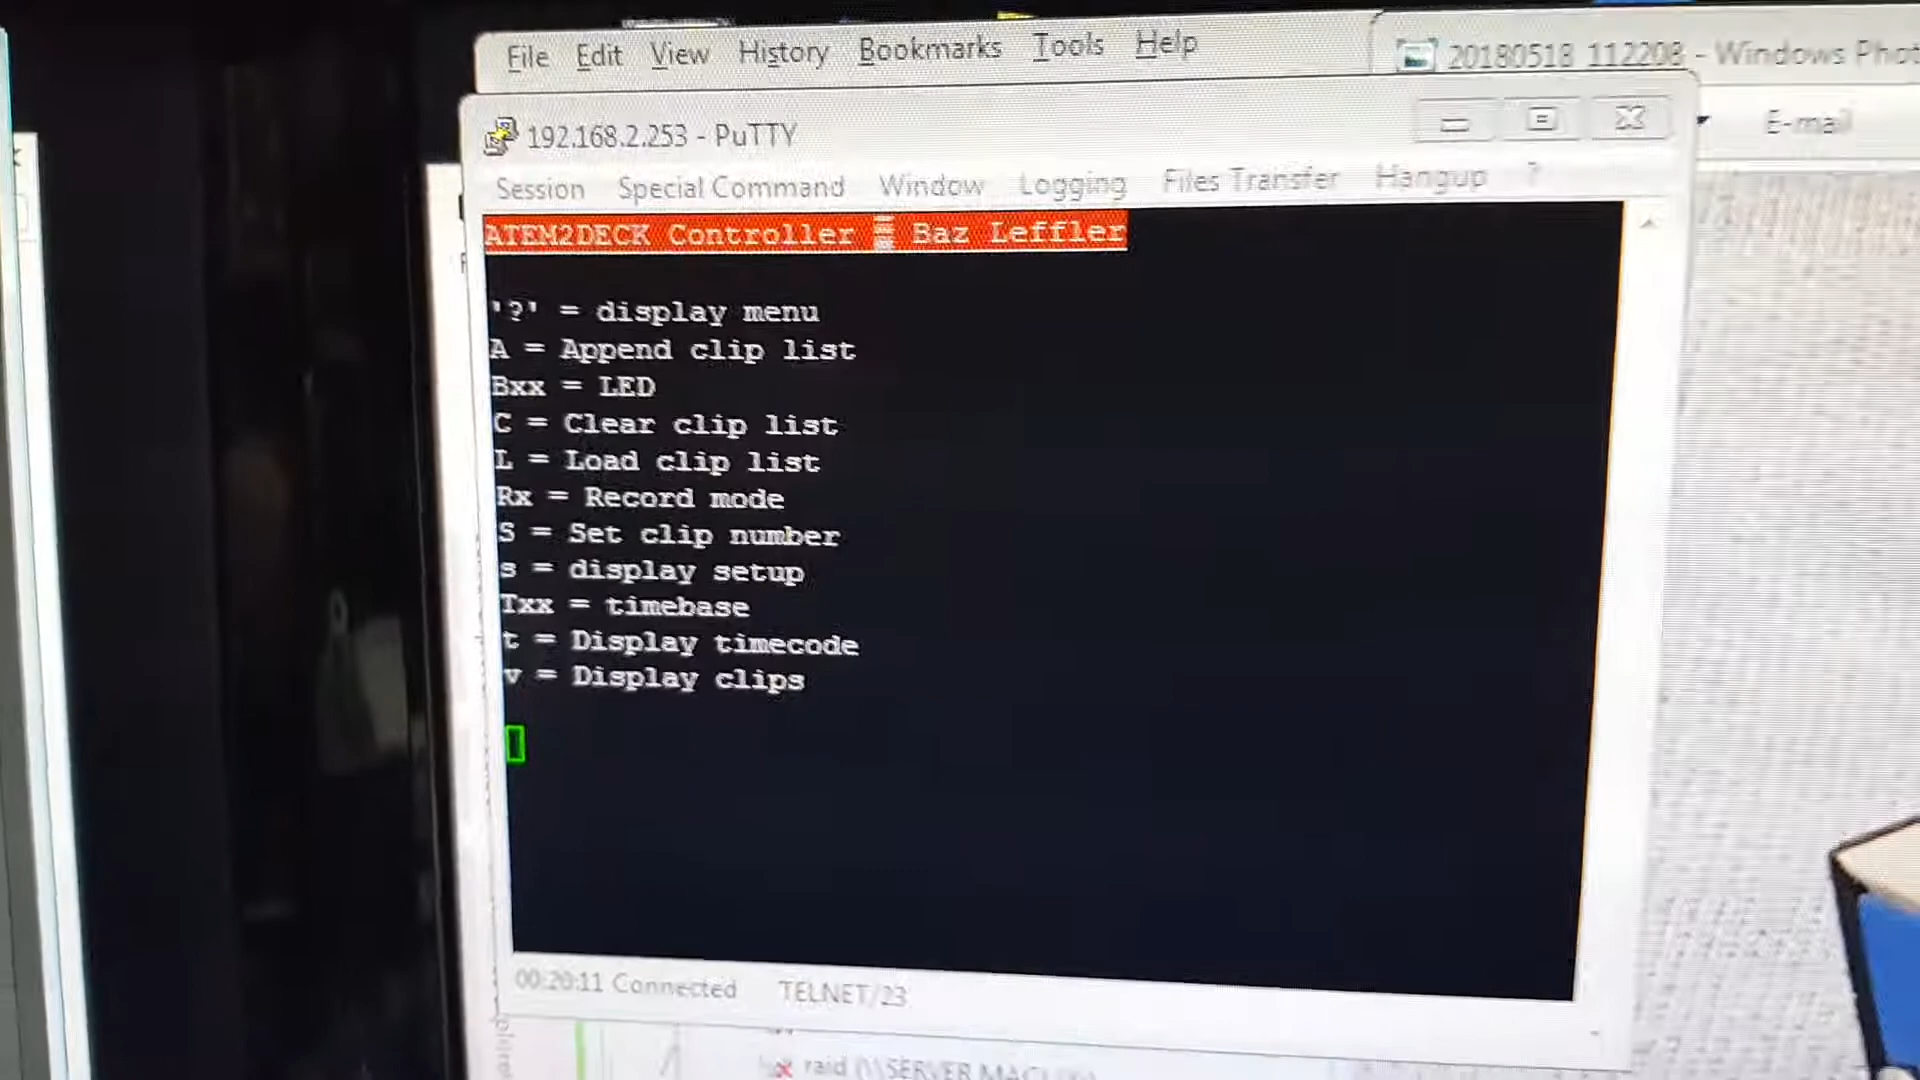 File Edit View History Bookmarks Tools Help
20180518_112208 - Windows Phot
E-mail
192.168.2.253 - PuTTY
Session Special Command Window Logging Files Transfer Hangup ?
ATEM2DECK Controller Baz Leffler
'?' = display menu
A = Append clip list
Bxx = LED
C = Clear clip list
L = Load clip list
Rx = Record mode
S = Set clip number
s = display setup
Txx = timebase
t = Display timecode
v = Display clips
00:20:11 Connected TELNET/23
raid (\\SERVER